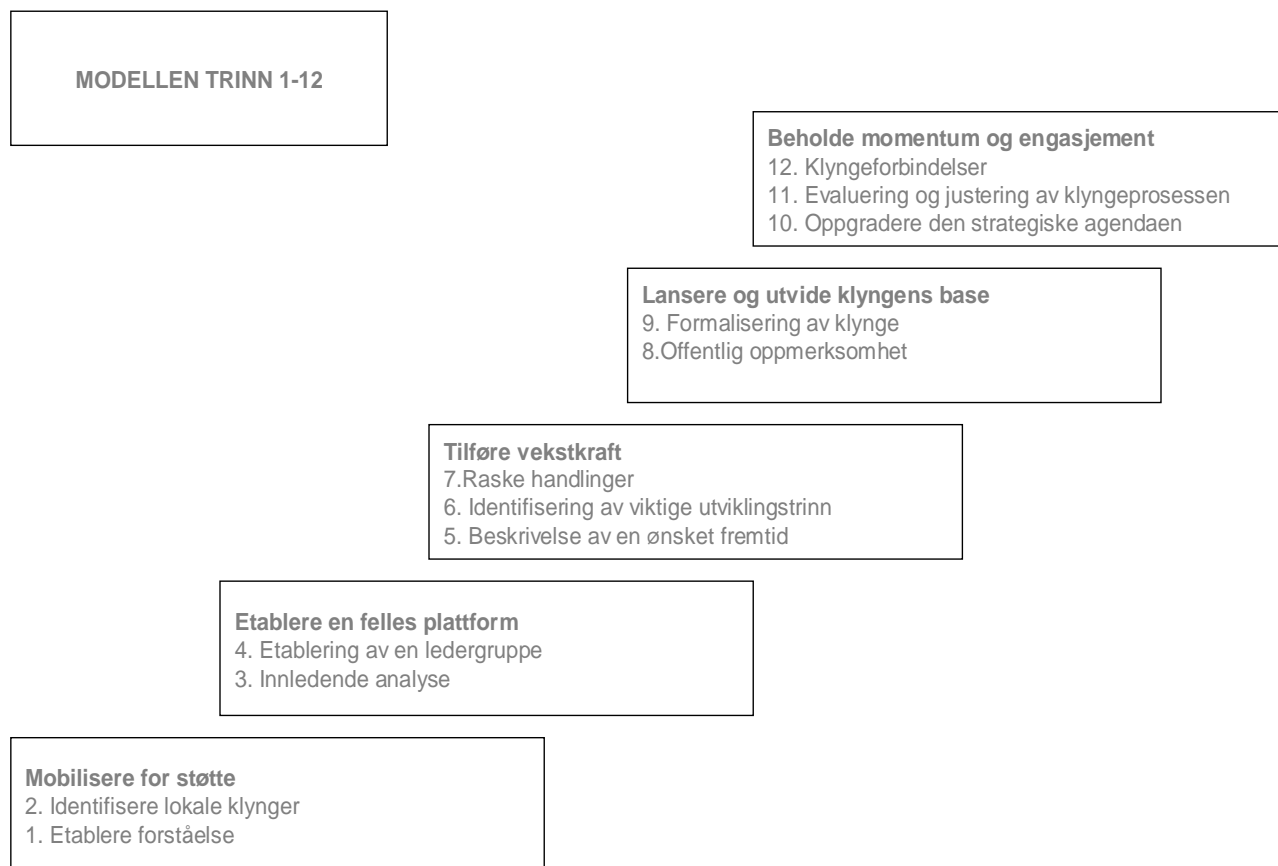 MODELLEN TRINN 1-12
Beholde momentum og engasjement
12. Klyngeforbindelser
11. Evaluering og justering av klyngeprosessen
10. Oppgradere den strategiske agendaen
Lansere og utvide klyngens base
9. Formalisering av klynge
8.Offentlig oppmerksomhet
Tilføre vekstkraft
7.Raske handlinger
6. Identifisering av viktige utviklingstrinn
5. Beskrivelse av en ønsket fremtid
Etablere en felles plattform
4. Etablering av en ledergruppe
3. Innledende analyse
Mobilisere for støtte
2. Identifisere lokale klynger
1. Etablere forståelse